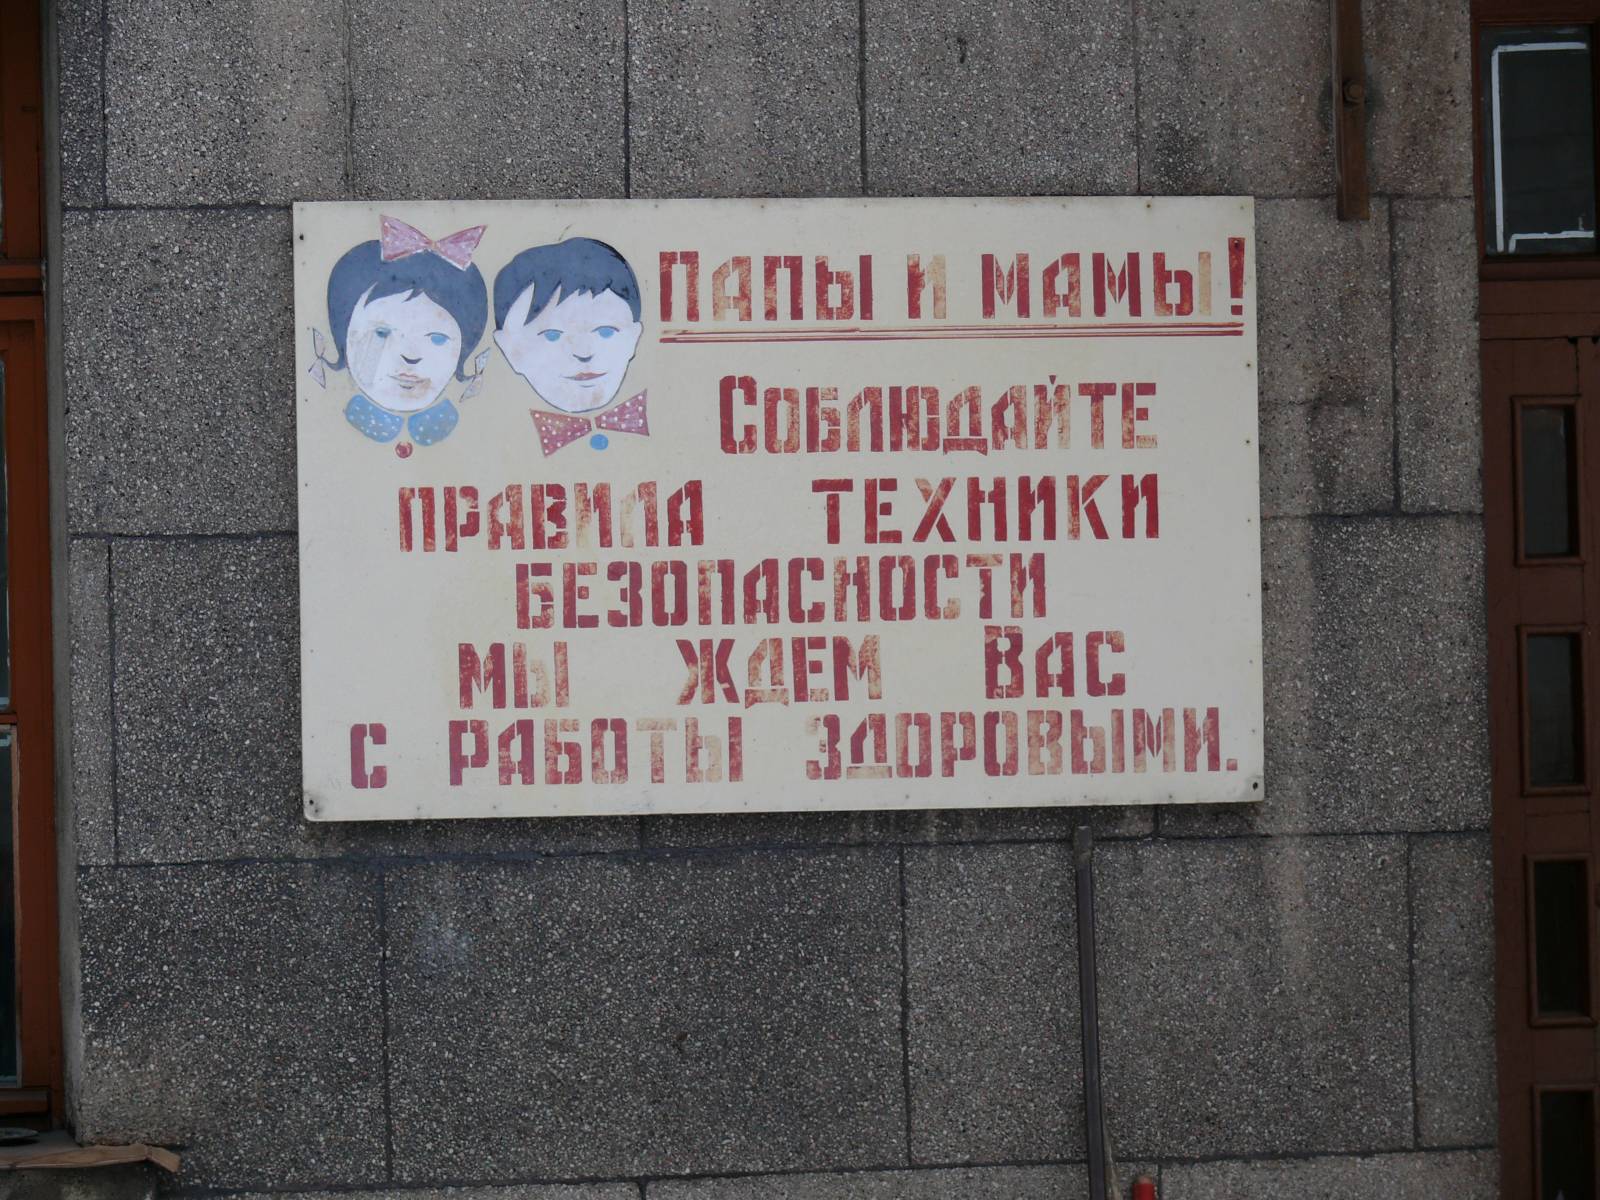 Папы и мамы!
Соблюдайте
правила техники
безопасности
мы ждем Вас
с работы здоровыми.